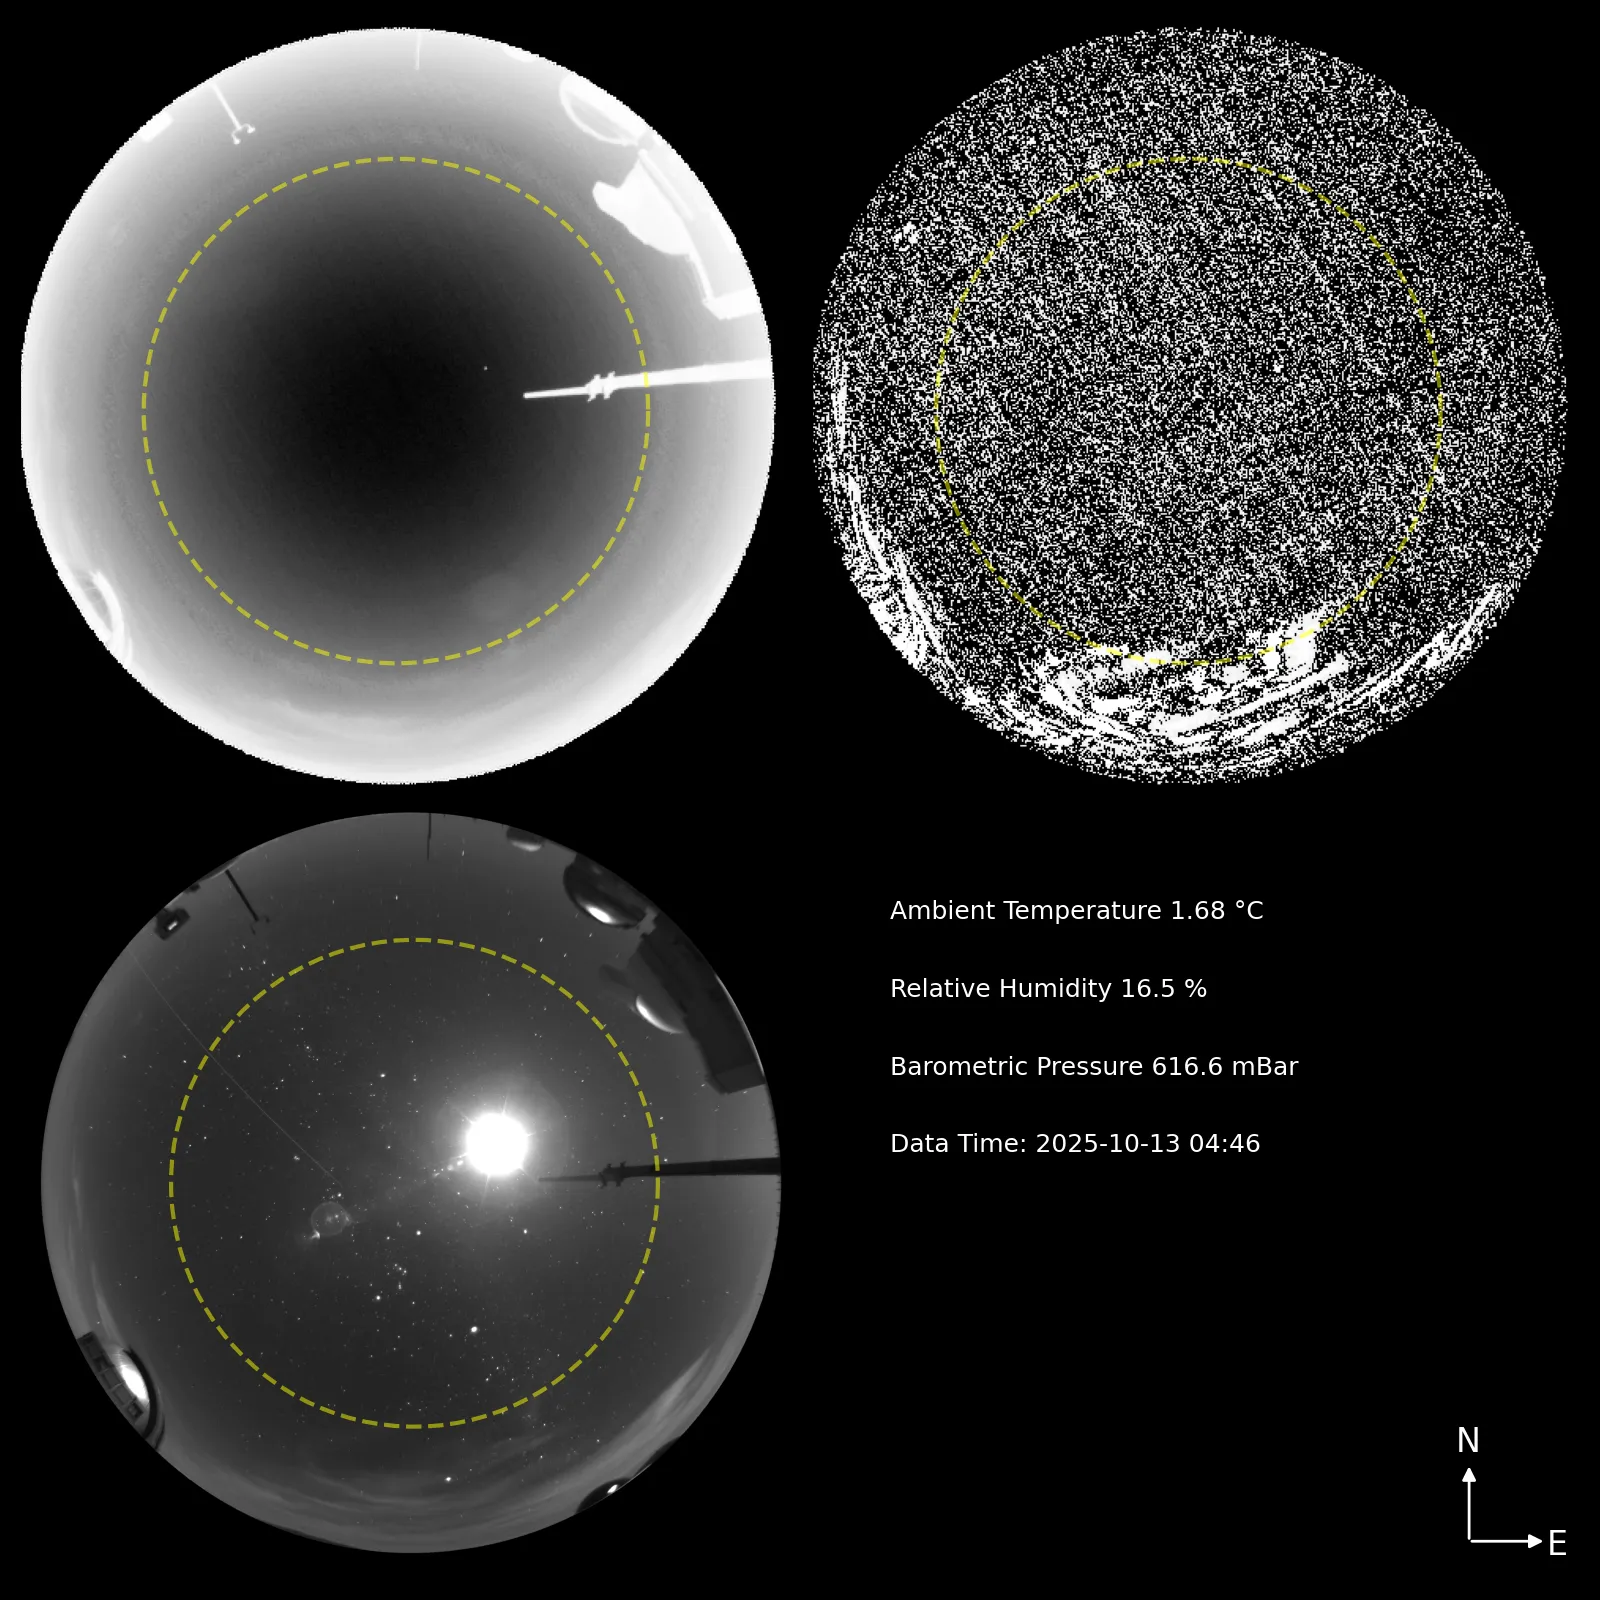 Ambient Temperature 1.68 °C
Relative Humidity 16.5 %
Barometric Pressure 616.6 mBar
Data Time: 2025-10-13 04:46
N
E